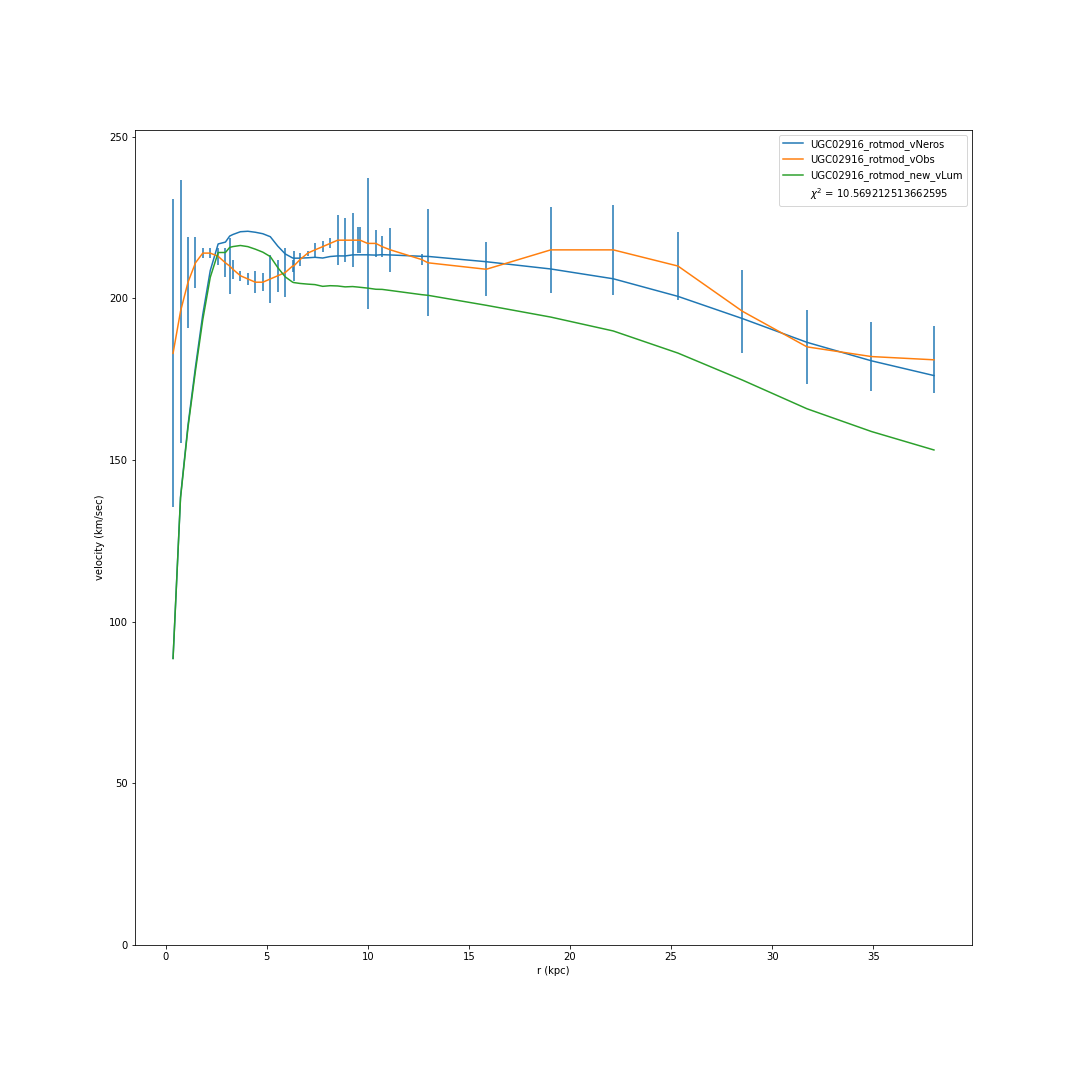 UGC02916_rotmod_vNeros
UGC02916_rotmod_vObs
UGC02916_rotmod_new_vLum
χ² = 10.569212513662595
250
200
150
100
50
0
velocity (km/sec)
0 5 10 15 20 25 30 35
r (kpc)